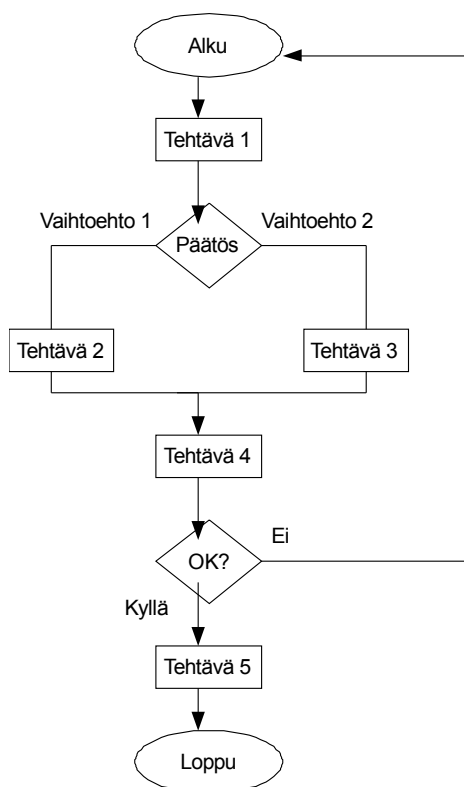 Alku
Tehtävä 1
Vaihtoehto 1
Vaihtoehto 2
Päätös
Tehtävä 2
Tehtävä 3
Tehtävä 4
Ei
OK?
Kyllä
Tehtävä 5
Loppu